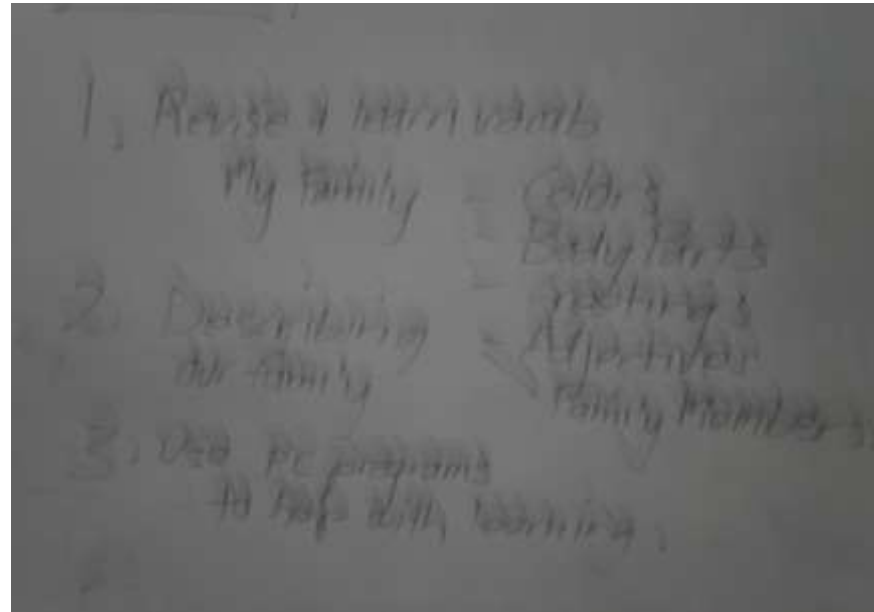 1, Revise & learn vocab
My Family - Colors
- Body Parts
- Greetings
2. Describing - Adjectives
our family
Family Members
3. Use PC programs
to help with learning.